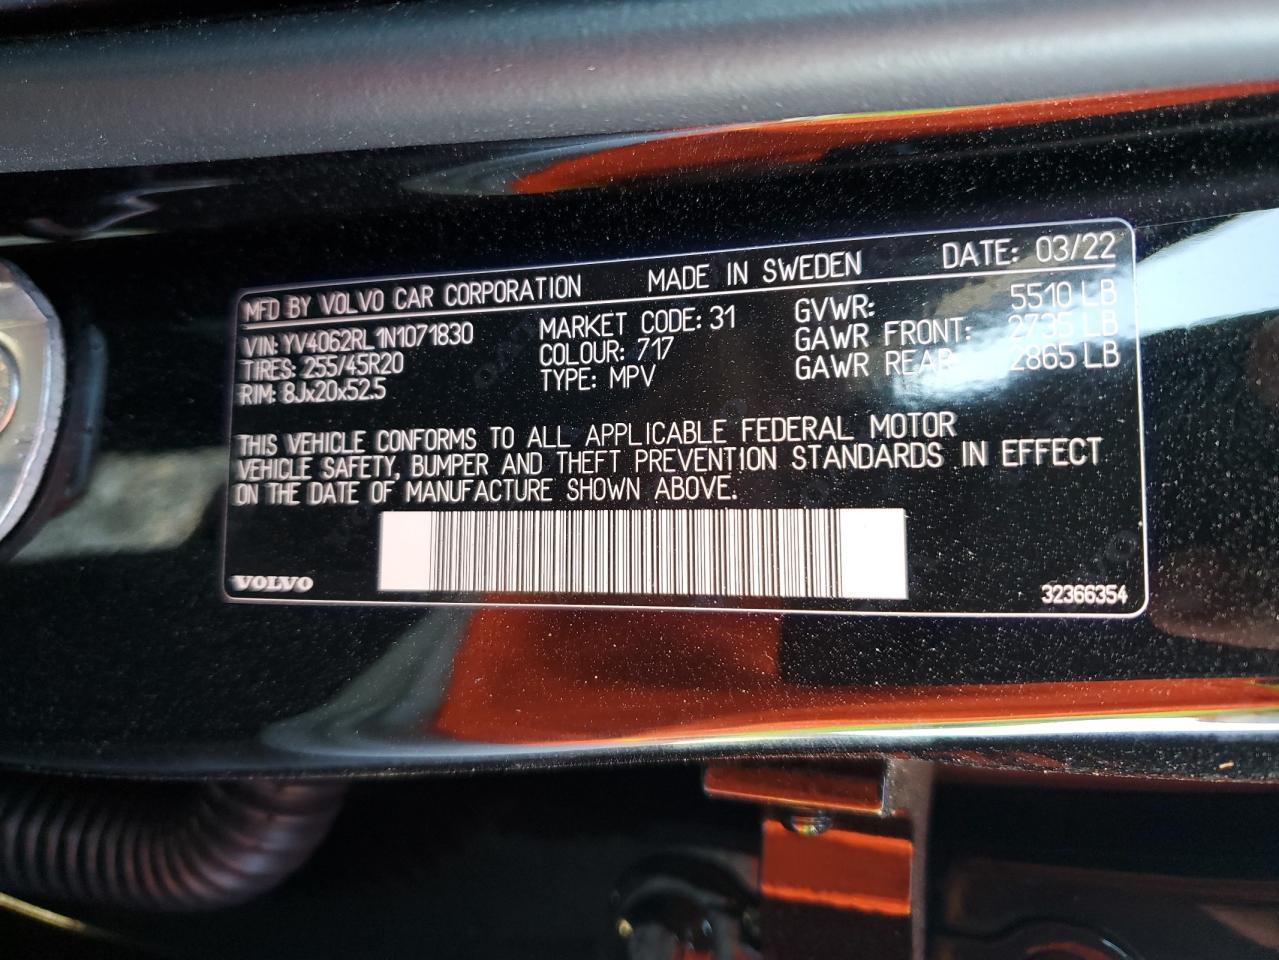 MFD BY VOLVO CAR CORPORATION MADE IN SWEDEN DATE: 03/22
VIN: YV4062RL1N1071830 MARKET CODE: 31 GVWR: 5510 LB
TIRES: 255/45R20 COLOUR: 717 GAWR FRONT: 2735 LB
RIM: 8Jx20x52.5 TYPE: MPV GAWR REAR 2865 LB
THIS VEHICLE CONFORMS TO ALL APPLICABLE FEDERAL MOTOR
VEHICLE SAFETY, BUMPER AND THEFT PREVENTION STANDARDS IN EFFECT
ON THE DATE OF MANUFACTURE SHOWN ABOVE.
VOLVO 32366354